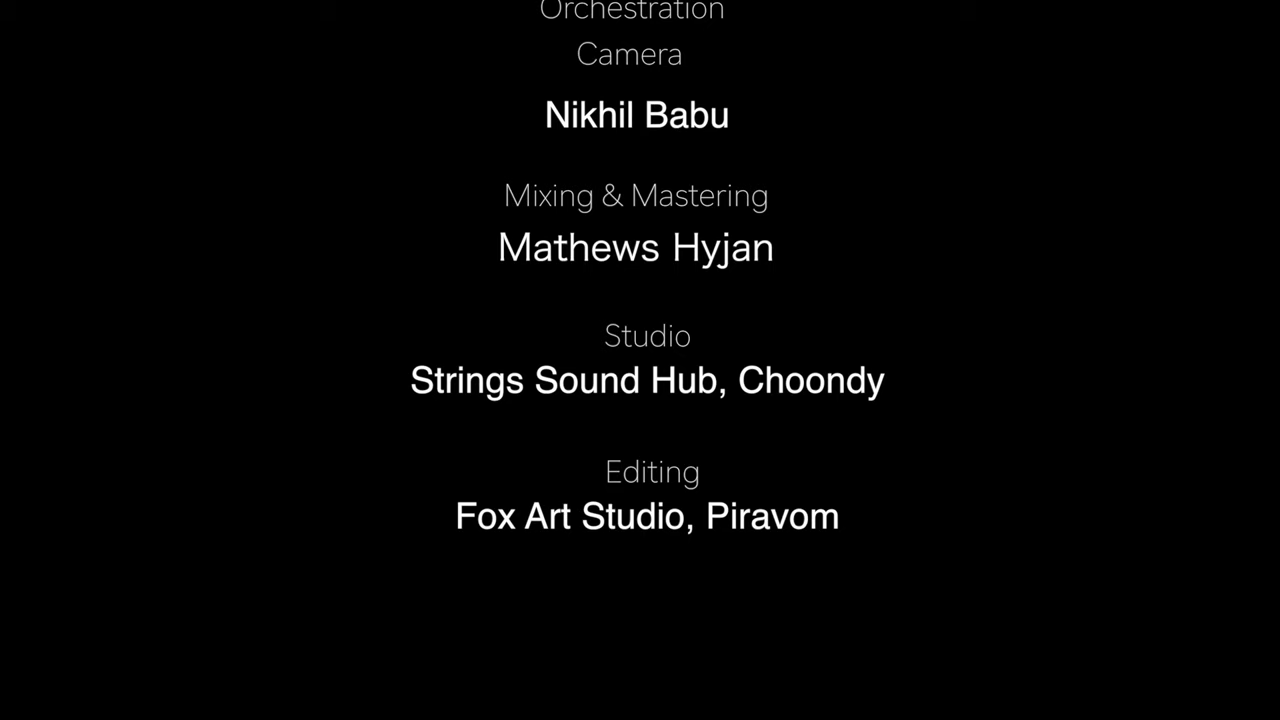 Orchestration
Camera
Nikhil Babu
Mixing & Mastering
Mathews Hyjan
Studio
Strings Sound Hub, Choondy
Editing
Fox Art Studio, Piravom